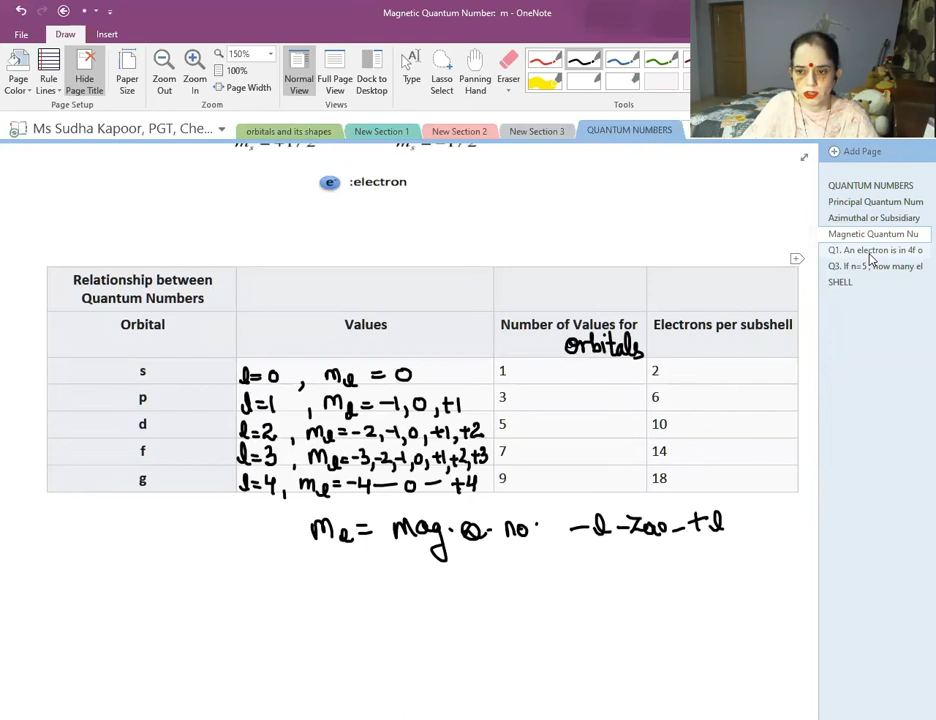 Magnetic Quantum Number: m - OneNote
File Draw Insert
Page Color
Rule Lines
Hide Page Title
Paper Size
Zoom Out
Zoom In
150%
100%
Page Width
Normal View
Full Page View
Dock to Desktop
Type
Lasso Select
Panning Hand
Eraser
Page Setup Zoom Views Tools
Ms Sudha Kapoor, PGT, Che...
orbitals and its shapes New Section 1 New Section 2 New Section 3 QUANTUM NUMBERS
Add Page
QUANTUM NUMBERS
Principal Quantum Num
Azimuthal or Subsidiary
Magnetic Quantum Nu
Q1. An electron is in 4f o
Q3. If n=5 , how many el
SHELL
e⁻ :electron
Relationship between Quantum Numbers
Orbital Values Number of Values for orbitals Electrons per subshell
s l=0 , ml = 0 1 2
p l=1 , ml = -1, 0, +1 3 6
d l=2 , ml = -2, -1, 0, +1, +2 5 10
f l=3 , ml = -3, -2, -1, 0, +1, +2, +3 7 14
g l=4, ml = -4 — 0 — +4 9 18
ml = Mag. Q. no. -l - Zero - +l